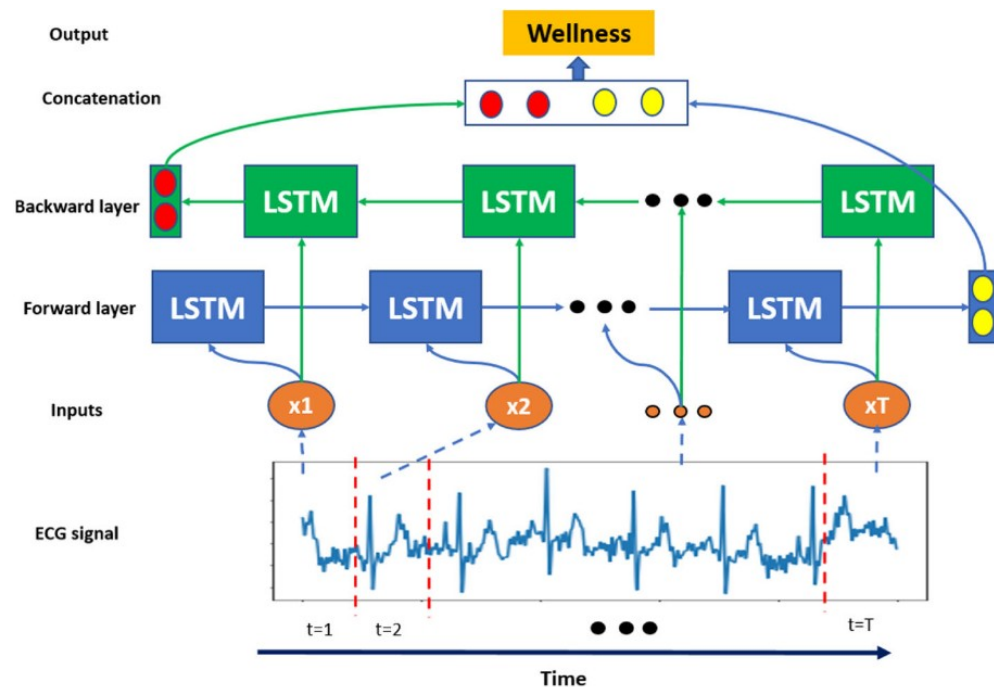 Output
Wellness
Concatenation
Backward layer
LSTM
LSTM
LSTM
Forward layer
LSTM
LSTM
LSTM
Inputs
x1
x2
xT
ECG signal
t=1
t=2
t=T
Time